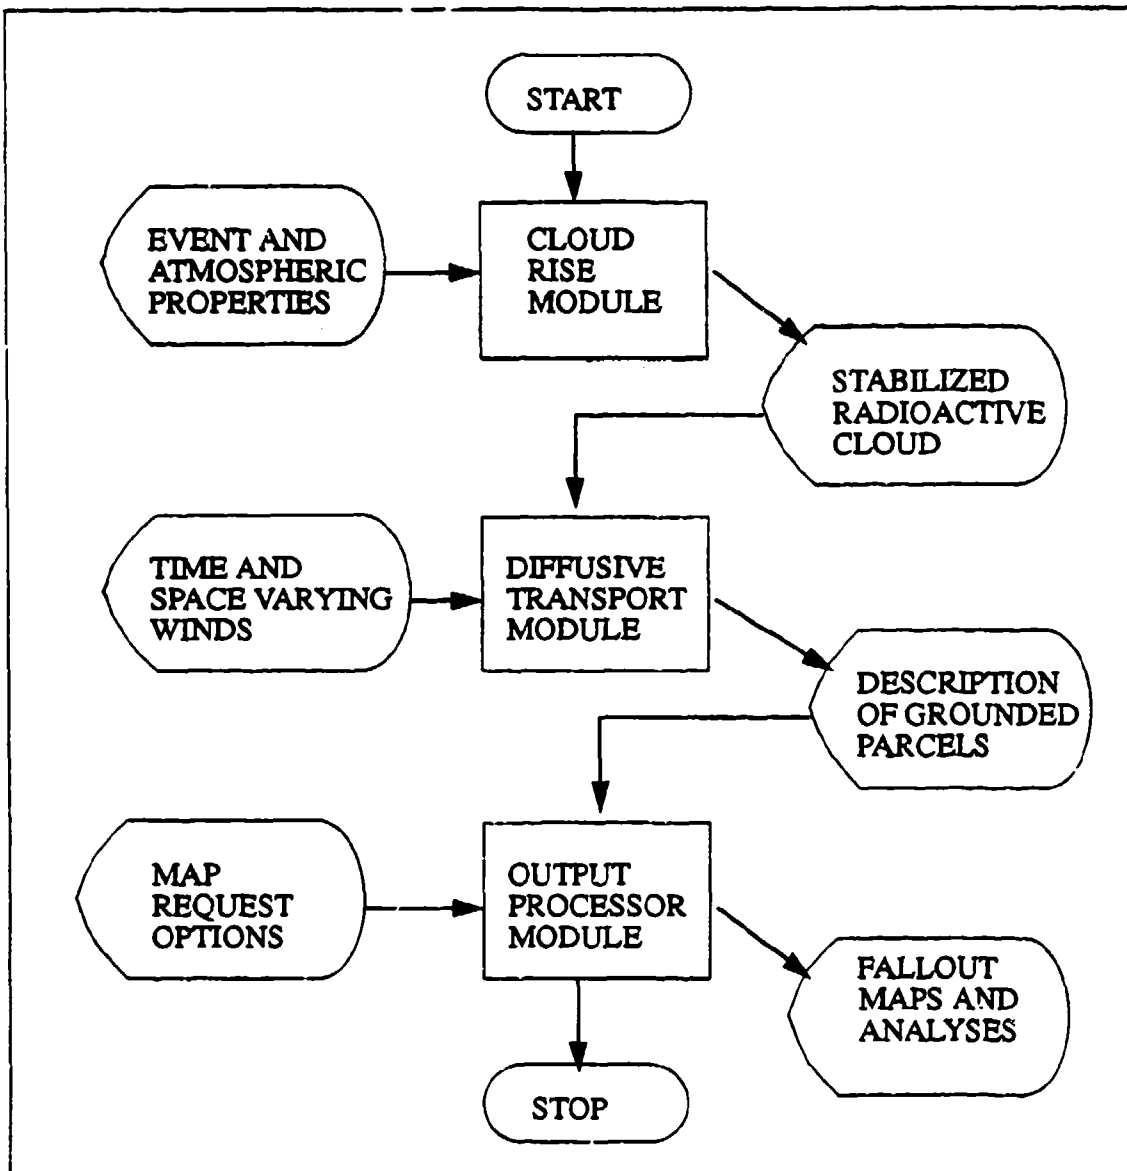 START
EVENT AND
ATMOSPHERIC
PROPERTIES
CLOUD
RISE
MODULE
STABILIZED
RADIOACTIVE
CLOUD
TIME AND
SPACE VARYING
WINDS
DIFFUSIVE
TRANSPORT
MODULE
DESCRIPTION
OF GROUNDED
PARCELS
MAP
REQUEST
OPTIONS
OUTPUT
PROCESSOR
MODULE
FALLOUT
MAPS AND
ANALYSES
STOP